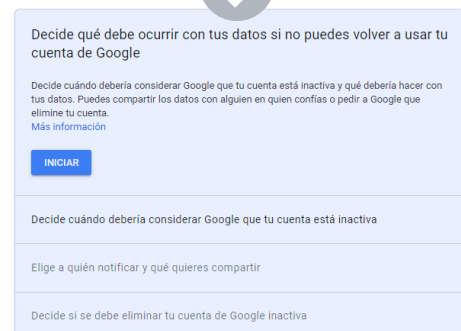 Decide qué debe ocurrir con tus datos si no puedes volver a usar tu
cuenta de Google
Decide cuándo debería considerar Google que tu cuenta está inactiva y qué debería hacer con
tus datos. Puedes compartir los datos con alguien en quien confías o pedir a Google que
elimine tu cuenta.
Más información
INICIAR
Decide cuándo debería considerar Google que tu cuenta está inactiva
Elige a quién notificar y qué quieres compartir
Decide si se debe eliminar tu cuenta de Google inactiva